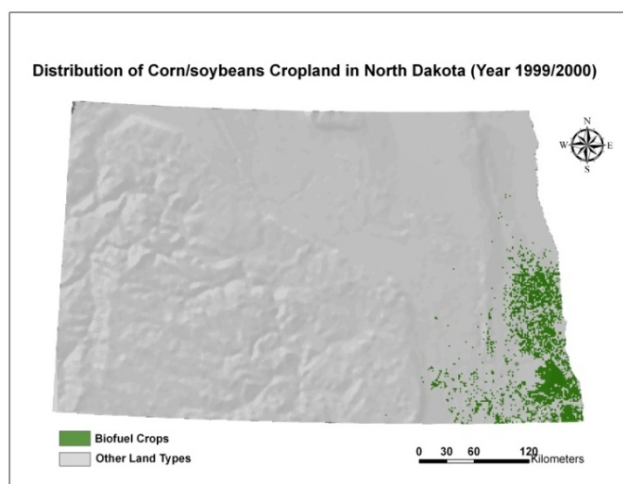 Distribution of Corn/soybeans Cropland in North Dakota (Year 1999/2000)
N
W E
S
Biofuel Crops
Other Land Types
0 30 60 120
Kilometers